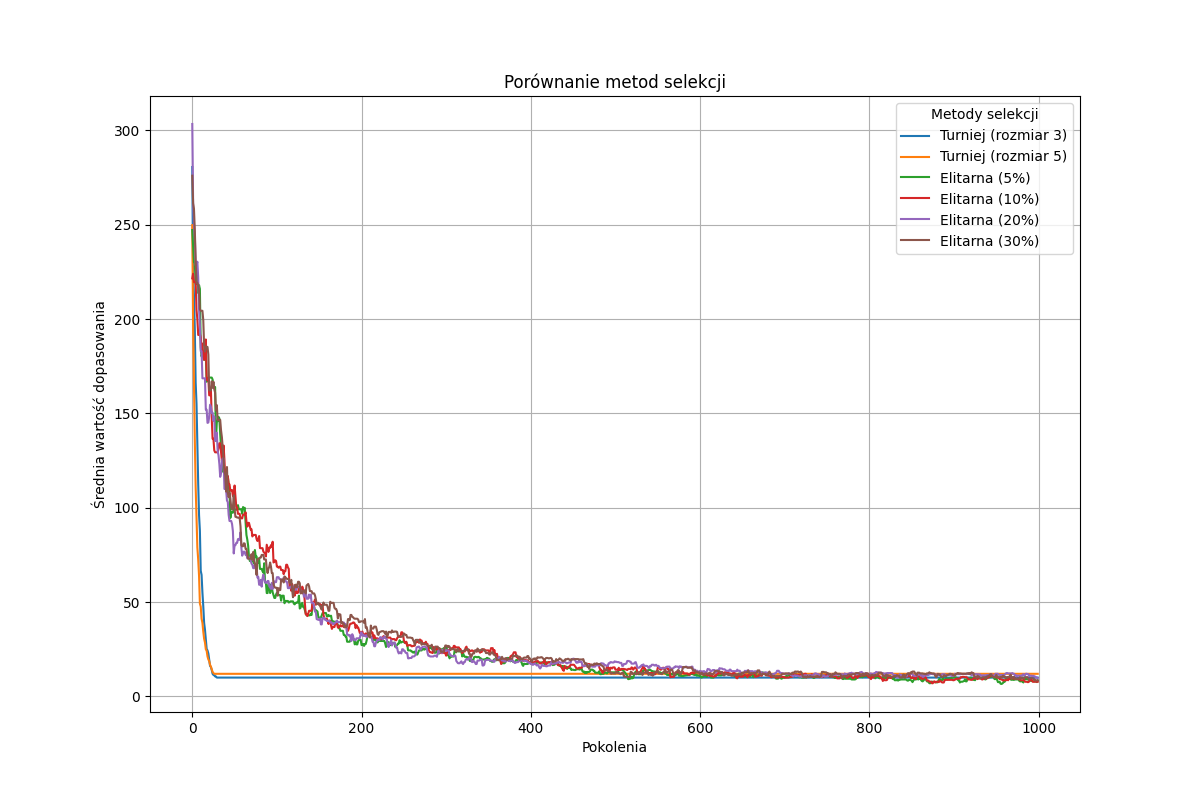 Porównanie metod selekcji
Metody selekcji
Turniej (rozmiar 3)
Turniej (rozmiar 5)
Elitarna (5%)
Elitarna (10%)
Elitarna (20%)
Elitarna (30%)
Średnia wartość dopasowania
300
250
200
150
100
50
0
0 200 400 600 800 1000
Pokolenia